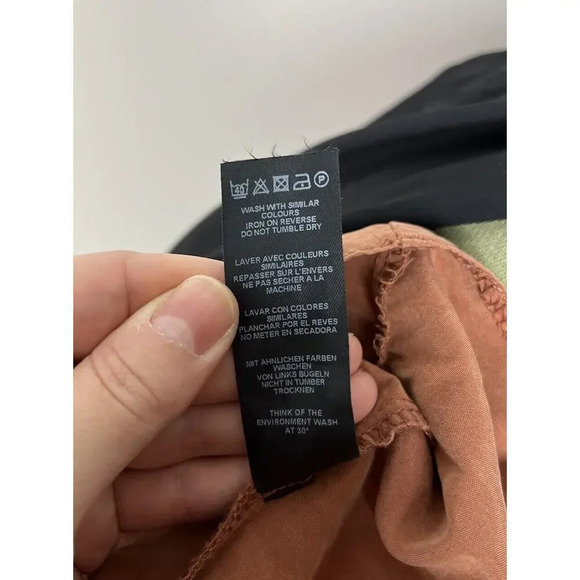 40
P
WASH WITH SIMILAR
COLOURS
IRON ON REVERSE
DO NOT TUMBLE DRY
LAVER AVEC COULEURS
SIMILAIRES
REPASSER SUR L'ENVERS
NE PAS SECHER A LA
MACHINE
LAVAR CON COLORES
SIMILARES
PLANCHAR POR EL REVES
NO METER EN SECADORA
MIT ÄHNLICHEN FARBEN
WASCHEN
VON LINKS BÜGELN
NICHT IN TUMBER
TROCKNEN
THINK OF THE
ENVIRONMENT WASH
AT 30°